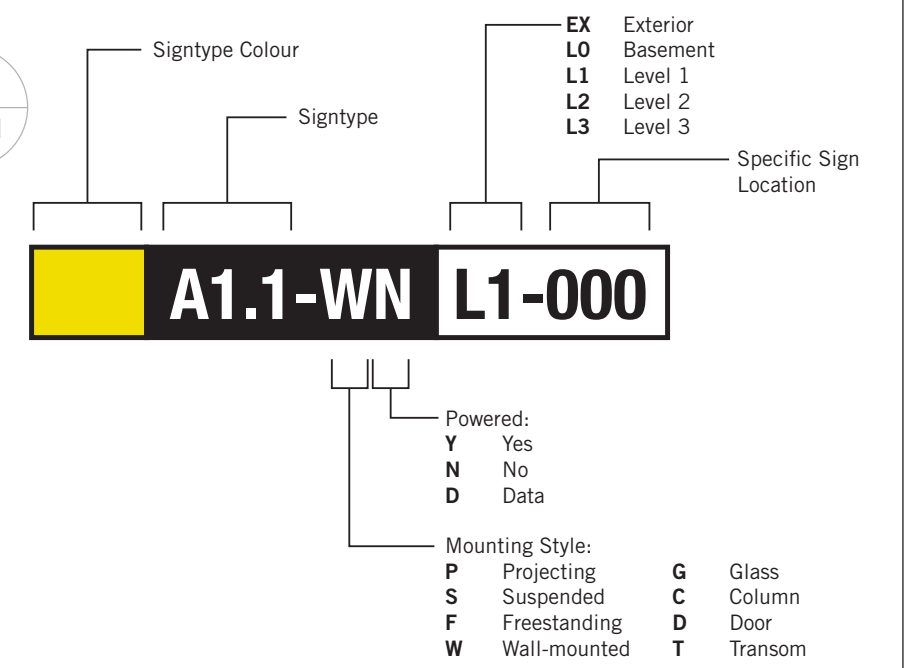 EX Exterior
Signtype Colour
L0 Basement
L1 Level 1
L2 Level 2
Signtype
L3 Level 3
Specific Sign
Location
A1.1-WN L1-000
Powered:
Y Yes
N No
D Data
Mounting Style:
P Projecting G Glass
S Suspended C Column
F Freestanding D Door
W Wall-mounted T Transom